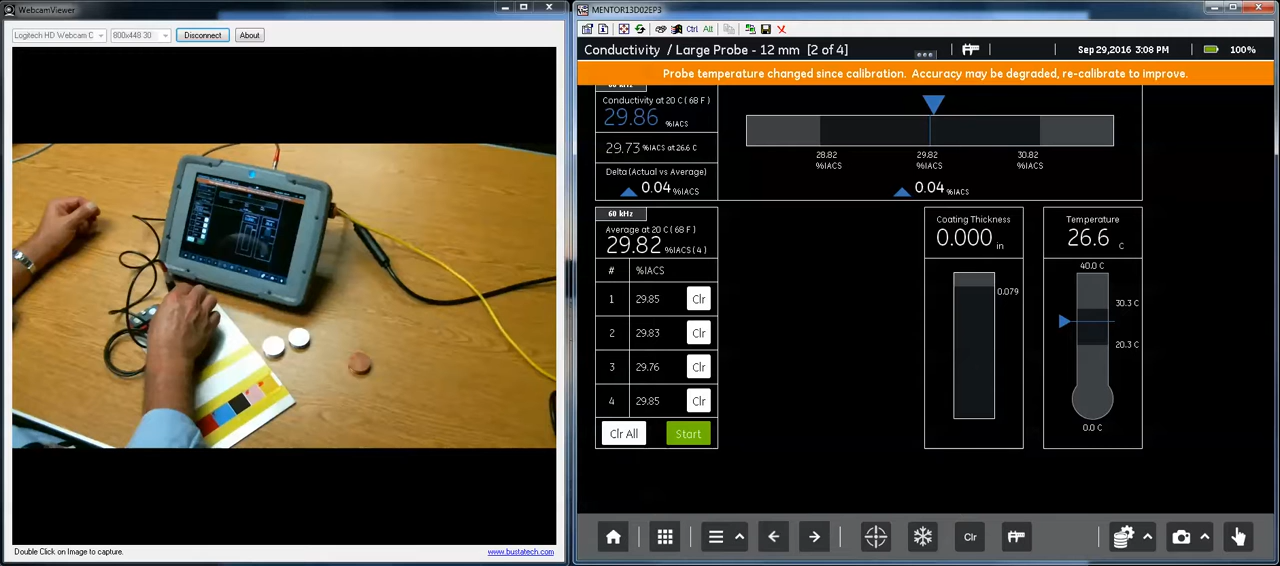 WebcamViewer
Logitech HD Webcam C
800x448 30
Disconnect
About
Double Click on Image to capture.
www.bustatech.com
MENTOR13D02EP3
Ctrl
Alt
Conductivity / Large Probe - 12 mm [2 of 4]
Sep 29,2016 3:08 PM
100%
Probe temperature changed since calibration. Accuracy may be degraded, re-calibrate to improve.
60 kHz
Conductivity at 20 C ( 68 F )
29.86
%IACS
29.73 %IACS at 26.6 C
Delta (Actual vs Average)
0.04 %IACS
28.82
%IACS
29.82
%IACS
30.82
%IACS
0.04 %IACS
60 kHz
Average at 20 C ( 68 F )
29.82 %IACS ( 4 )
# %IACS
1 29.85 Clr
2 29.83 Clr
3 29.76 Clr
4 29.85 Clr
Clr All
Start
Coating Thickness
0.000 in
0.079
Temperature
26.6 C
40.0 C
30.3 C
20.3 C
0.0 C
Clr